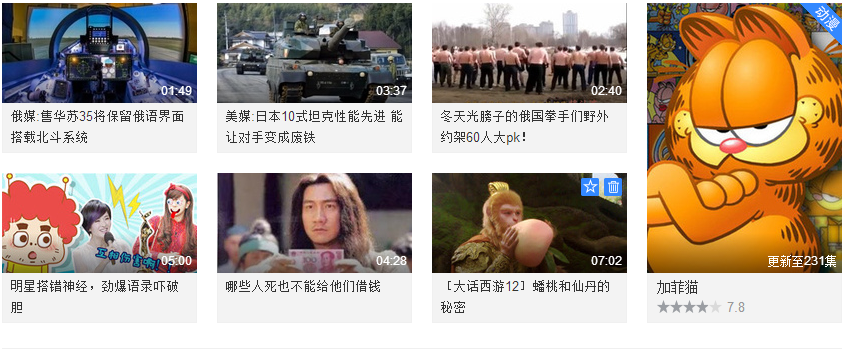 01:49
俄媒:售华苏35将保留俄语界面
搭载北斗系统
03:37
美媒:日本10式坦克性能先进 能
让对手变成废铁
02:40
冬天光膀子的俄国拳手们野外
约架60人大pk！
动漫
更新至231集
加菲猫
7.8
互相伤害啊!
05:00
明星搭错神经，劲爆语录吓破
胆
04:28
哪些人死也不能给他们借钱
07:02
［大话西游12］蟠桃和仙丹的
秘密